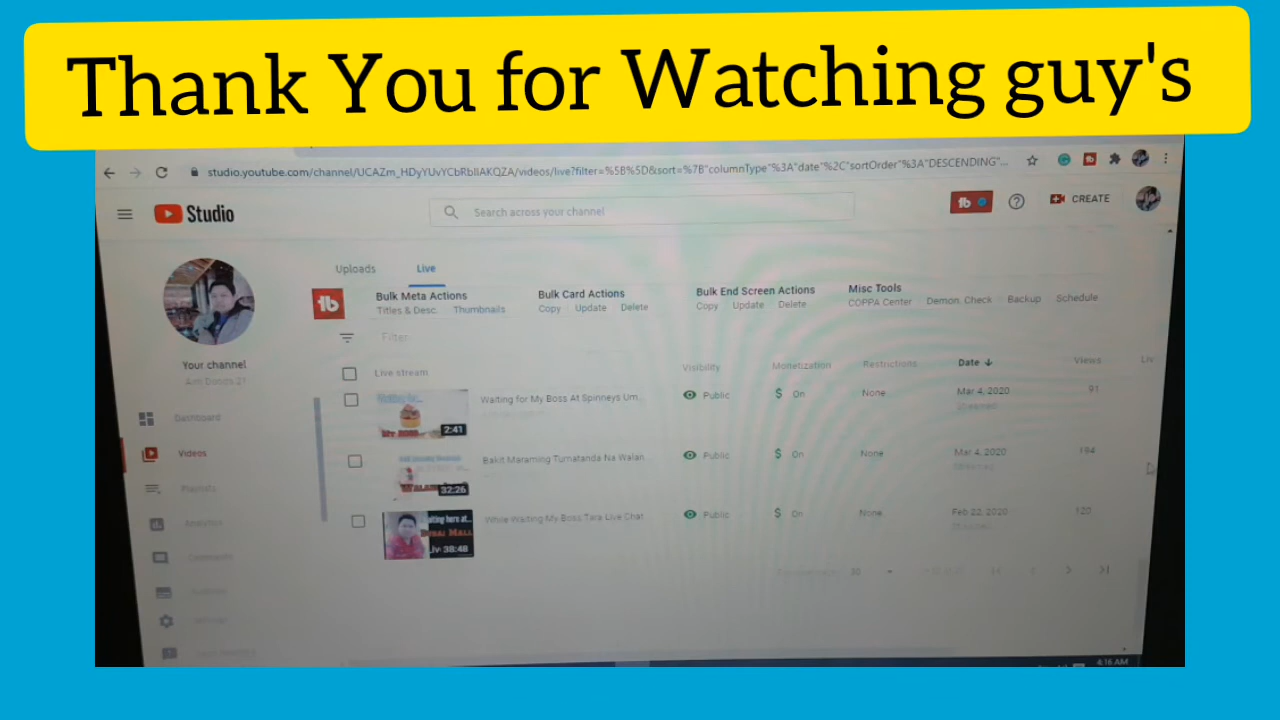 Thank You for Watching guy's
studio.youtube.com/channel/UCAZm_HDyYUvYCbRbIIAKQZA/videos/live?filter=%5B%5D&sort=%7B"columnType"%3A"date"%2C"sortOrder"%3A"DESCENDING"...
Studio
Search across your channel
CREATE
Your channel
Dashboard
Videos
Playlists
Analytics
Comments
Uploads Live
Bulk Meta Actions Bulk Card Actions Bulk End Screen Actions Misc Tools
Titles & Desc. Thumbnails Copy Update Delete Copy Update Delete COPPA Center Demon. Check Backup Schedule
Filter
Live stream Visibility Monetization Restrictions Date Views Liv
2:41 Waiting for My Boss At Spinneys Um... Public On None Mar 4, 2020 91
32:26 Bakit Maraming Tumatanda Na Walan... Public On None Mar 4, 2020 194
38:48 While Waiting My Boss Tara Live Chat Public On None Feb 22, 2020 120
30
4:16 AM